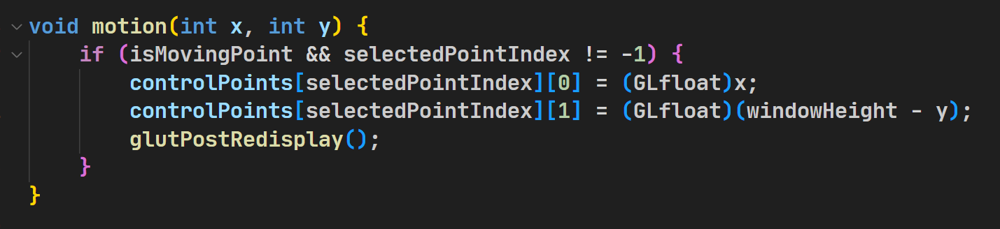 void motion(int x, int y) {
    if (isMovingPoint && selectedPointIndex != -1) {
        controlPoints[selectedPointIndex][0] = (GLfloat)x;
        controlPoints[selectedPointIndex][1] = (GLfloat)(windowHeight - y);
        glutPostRedisplay();
    }
}